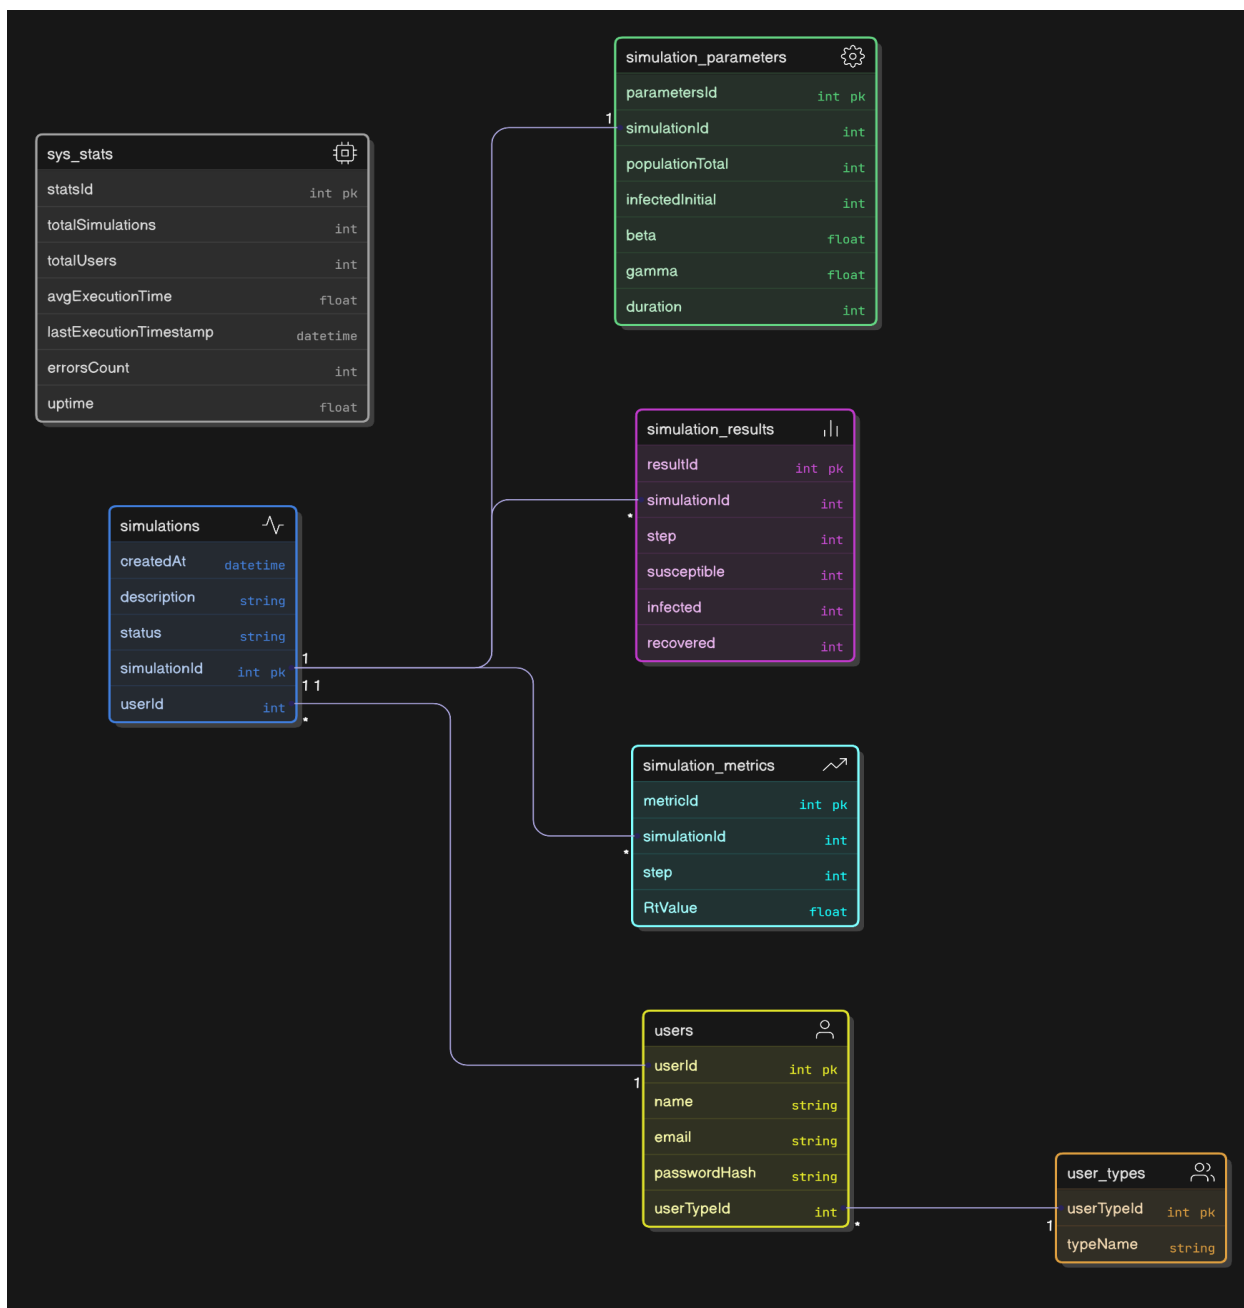 simulation_parameters
parametersId int pk
1
simulationId int
populationTotal int
infectedInitial int
beta float
gamma float
duration int
sys_stats
statsId int pk
totalSimulations int
totalUsers int
avgExecutionTime float
lastExecutionTimestamp datetime
errorsCount int
uptime float
simulation_results
resultId int pk
simulationId int
*
step int
susceptible int
infected int
recovered int
simulations
createdAt datetime
description string
status string
simulationId int pk
1
1 1
userId int
*
simulation_metrics
metricId int pk
simulationId int
*
step int
RtValue float
users
userId int pk
1
name string
email string
passwordHash string
userTypeId int
*
user_types
userTypeId int pk
1
typeName string